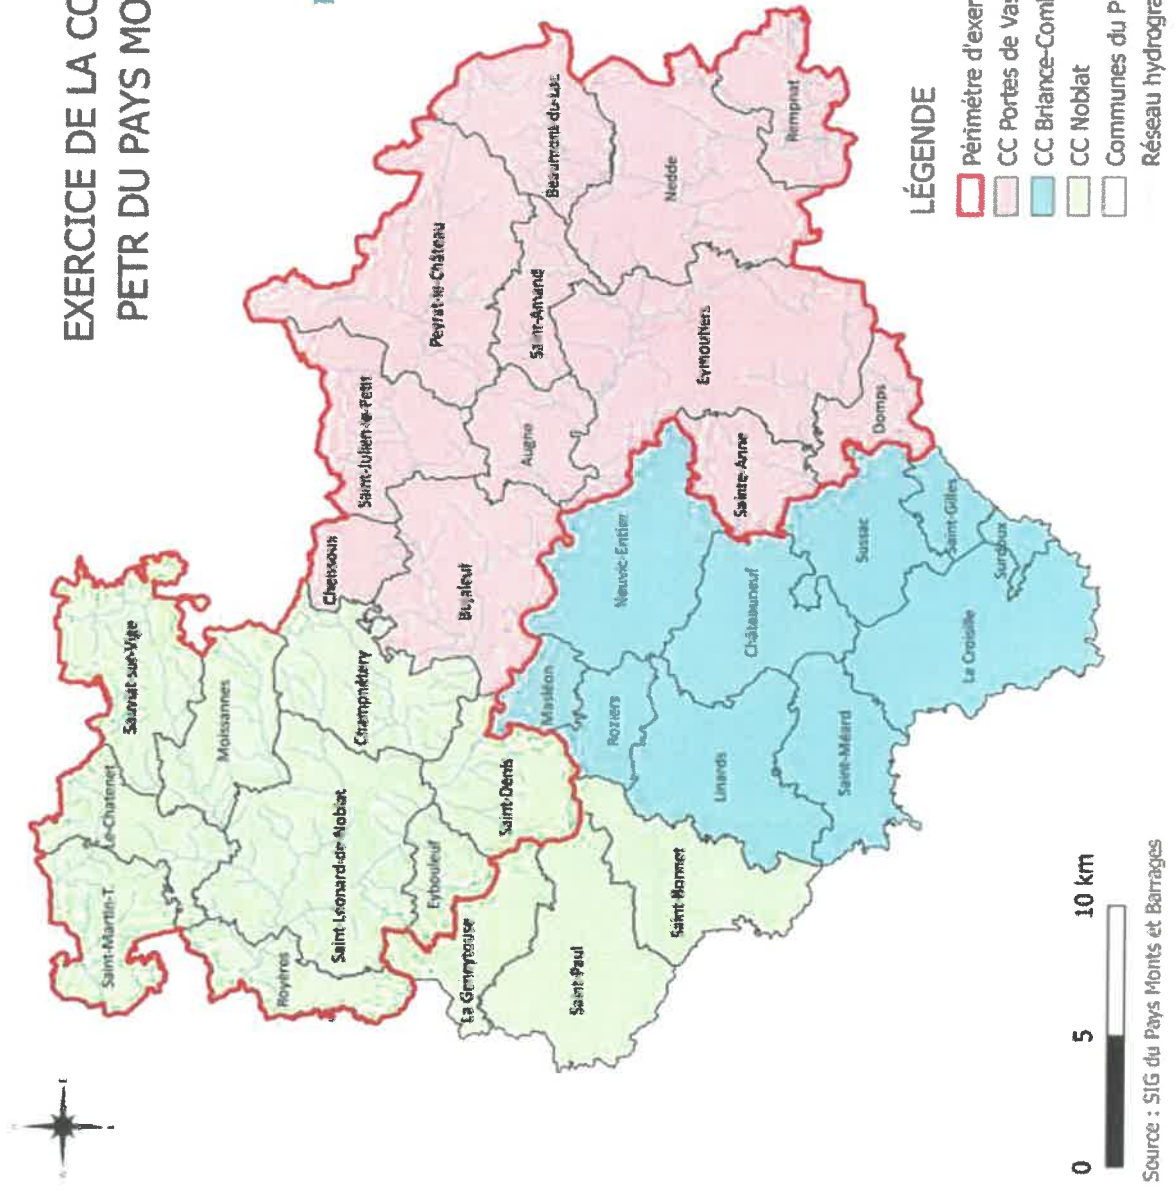 EXERCICE DE LA CO
PETR DU PAYS MO
Saint-Martin-T.
Le-Chatenet
Sauvat-sur-Vige
Moissannes
Royères
Saint-Léonard-de-Noblat
Champnétery
Cheissoux
Saint-Julien-le-Petit
Peyrat-le-Château
Beaumont-du-Lac
Eybouleuf
La Geneytouse
Saint-Denis
Bujaleuf
Augne
Saint-Amand
Nedde
Rempnat
Saint-Paul
Saint-Bonnet
Masléon
Roziers
Neuvic-Entier
Eymoutiers
Sainte-Anne
Domps
Linards
Châteauneuf
Saint-Méard
Sussac
Saint-Gilles
Surdoux
La Croisille
LÉGENDE
Périmétre d'exer
CC Portes de Vas
CC Briance-Comb
CC Noblat
Communes du P
Réseau hydrogra
0 5 10 km
Source : SIG du Pays Monts et Barrages